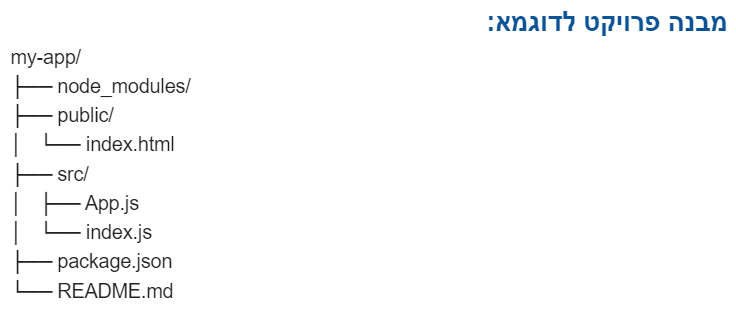 מבנה פרויקט לדוגמא:
my-app/
├── node_modules/
├── public/
│   └── index.html
├── src/
│   ├── App.js
│   └── index.js
├── package.json
└── README.md